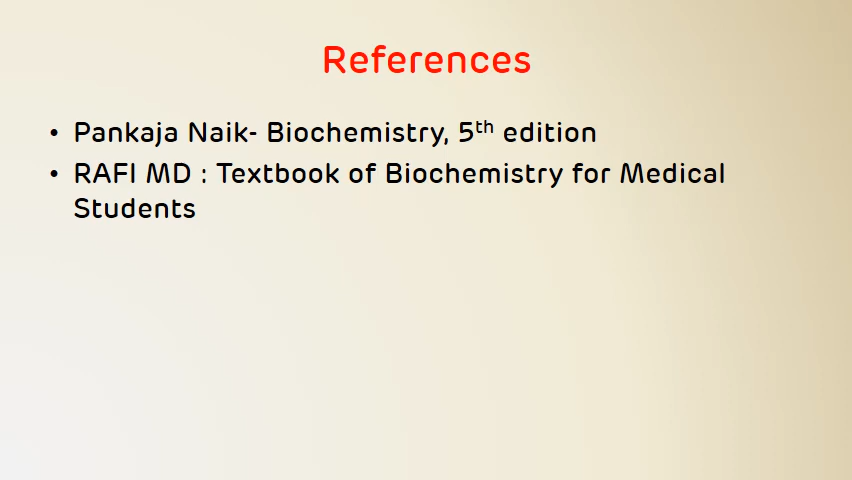 References
• Pankaja Naik- Biochemistry, 5th edition
• RAFI MD : Textbook of Biochemistry for Medical
Students